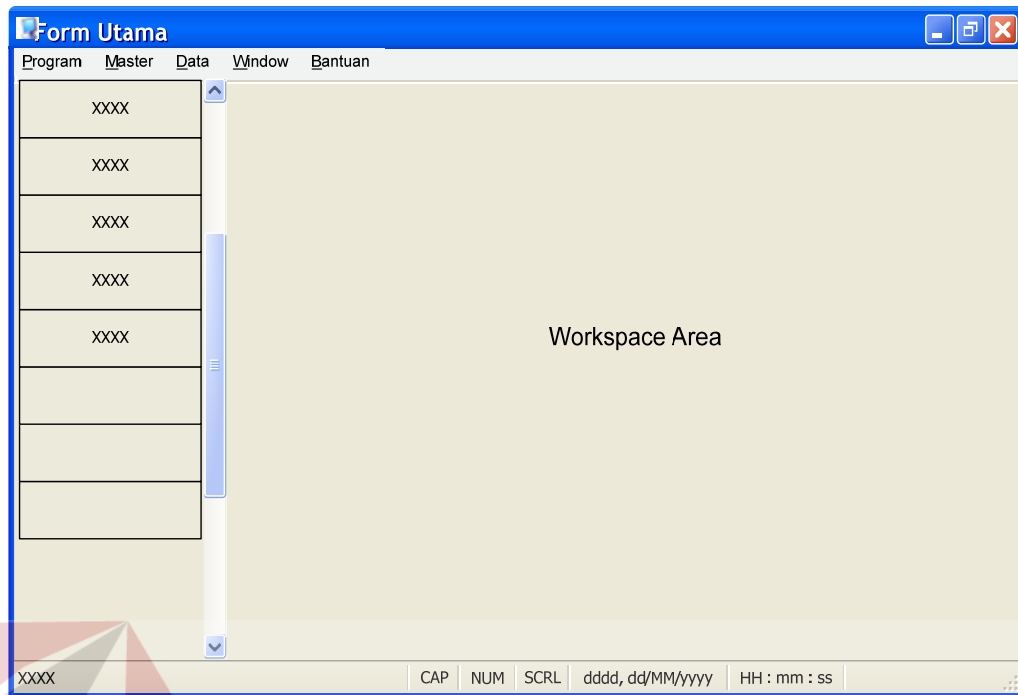 Form Utama
Program Master Data Window Bantuan
XXXX
XXXX
XXXX
XXXX
XXXX
Workspace Area
XXXX CAP NUM SCRL dddd, dd/MM/yyyy HH : mm : ss